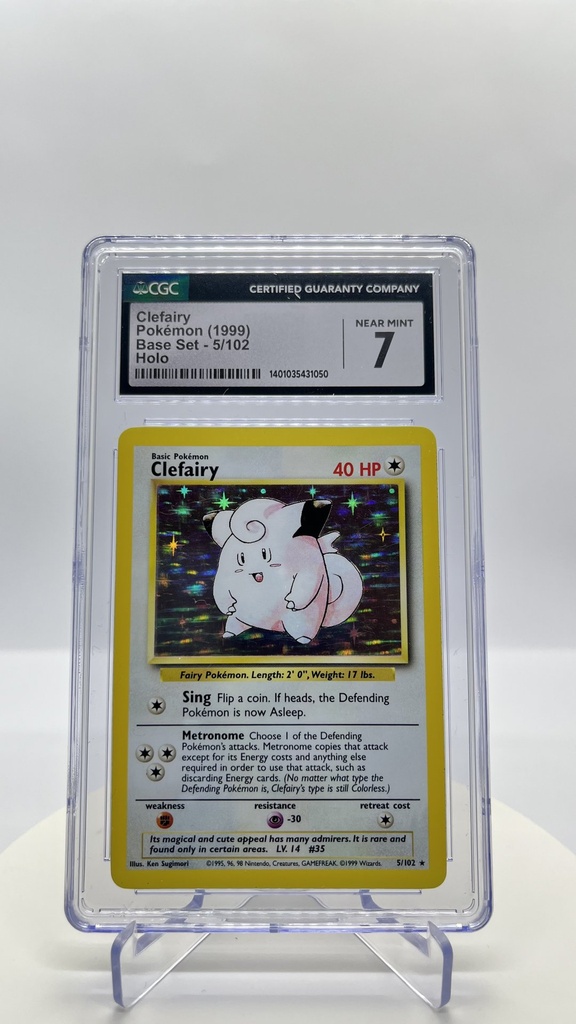 CGC
CERTIFIED GUARANTY COMPANY
Clefairy
Pokémon (1999)
Base Set - 5/102
Holo
1401035431050
NEAR MINT
7
Basic Pokémon
Clefairy
40 HP
Fairy Pokémon. Length: 2' 0", Weight: 17 lbs.
Sing Flip a coin. If heads, the Defending
Pokémon is now Asleep.
Metronome Choose 1 of the Defending
Pokémon's attacks. Metronome copies that attack
except for its Energy costs and anything else
required in order to use that attack, such as
discarding Energy cards. (No matter what type the
Defending Pokémon is, Clefairy's type is still Colorless.)
weakness
resistance
retreat cost
-30
Its magical and cute appeal has many admirers. It is rare and
found only in certain areas. LV. 14 #35
Illus. Ken Sugimori ©1995, 96, 98 Nintendo, Creatures, GAMEFREAK. ©1999 Wizards. 5/102